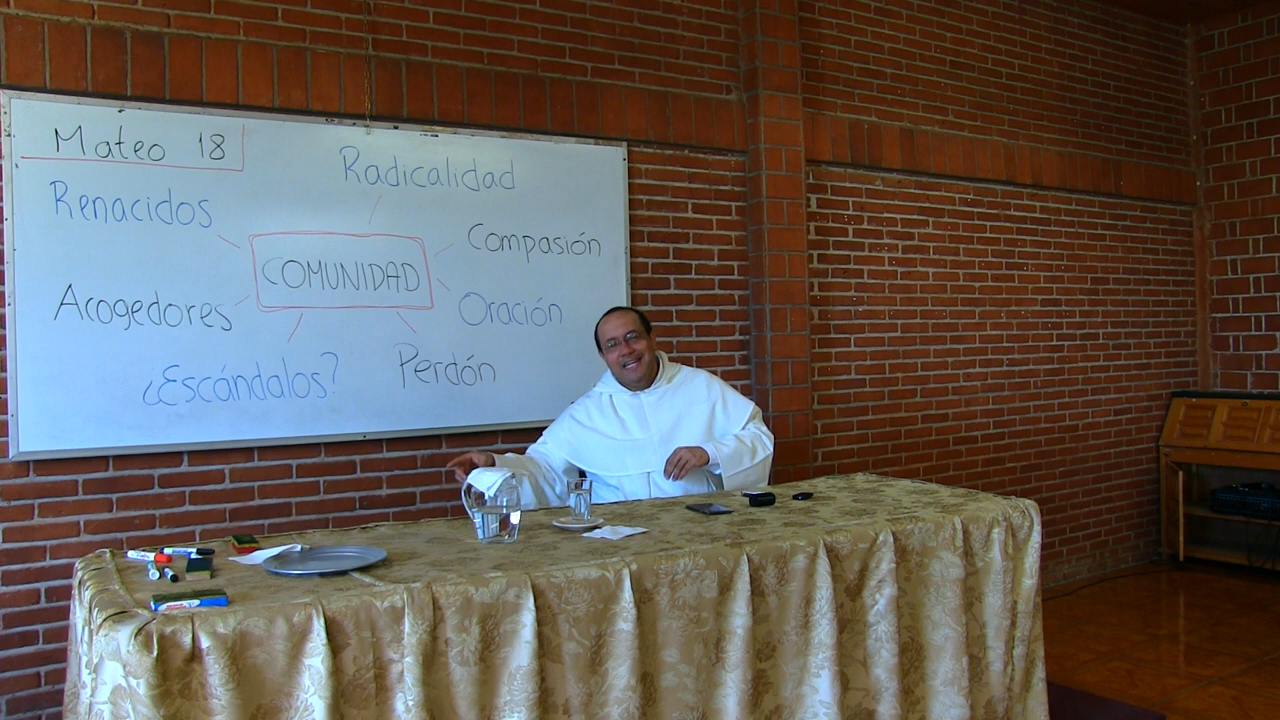 Mateo 18
Radicalidad
Renacidos
Compasión
COMUNIDAD
Acogedores
Oración
¿Escándalos?
Perdón